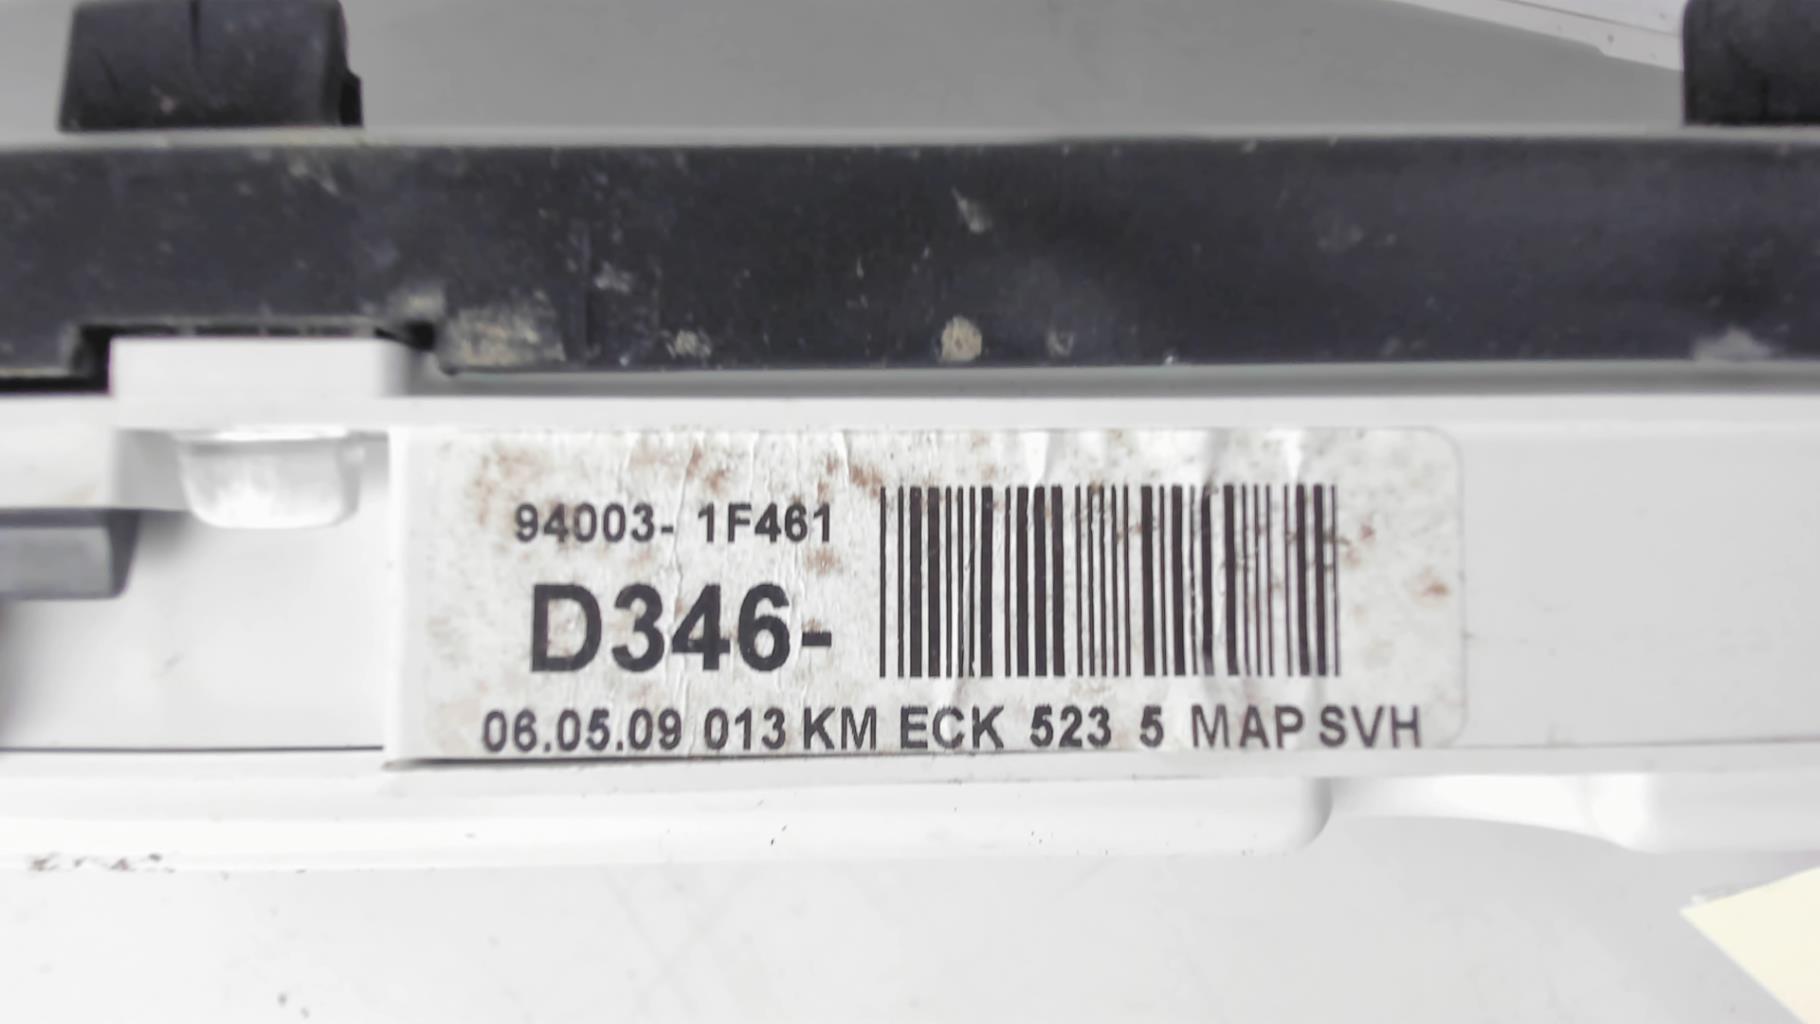 94003- 1F461
D346-
06.05.09 013 KM ECK 523 5 MAP SVH